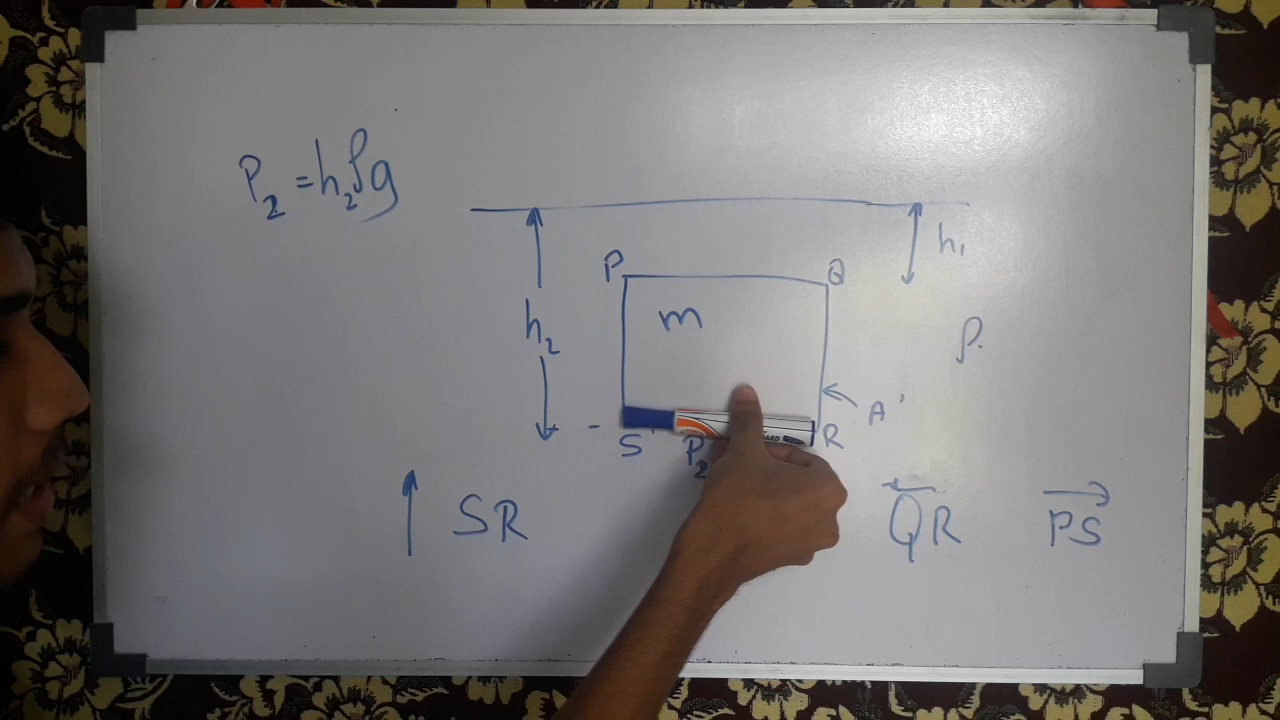 P₂ = h₂ρg
h₁
P
Q
m
h₂
ρ
A'
S
P₂
R
SR
QR
PS